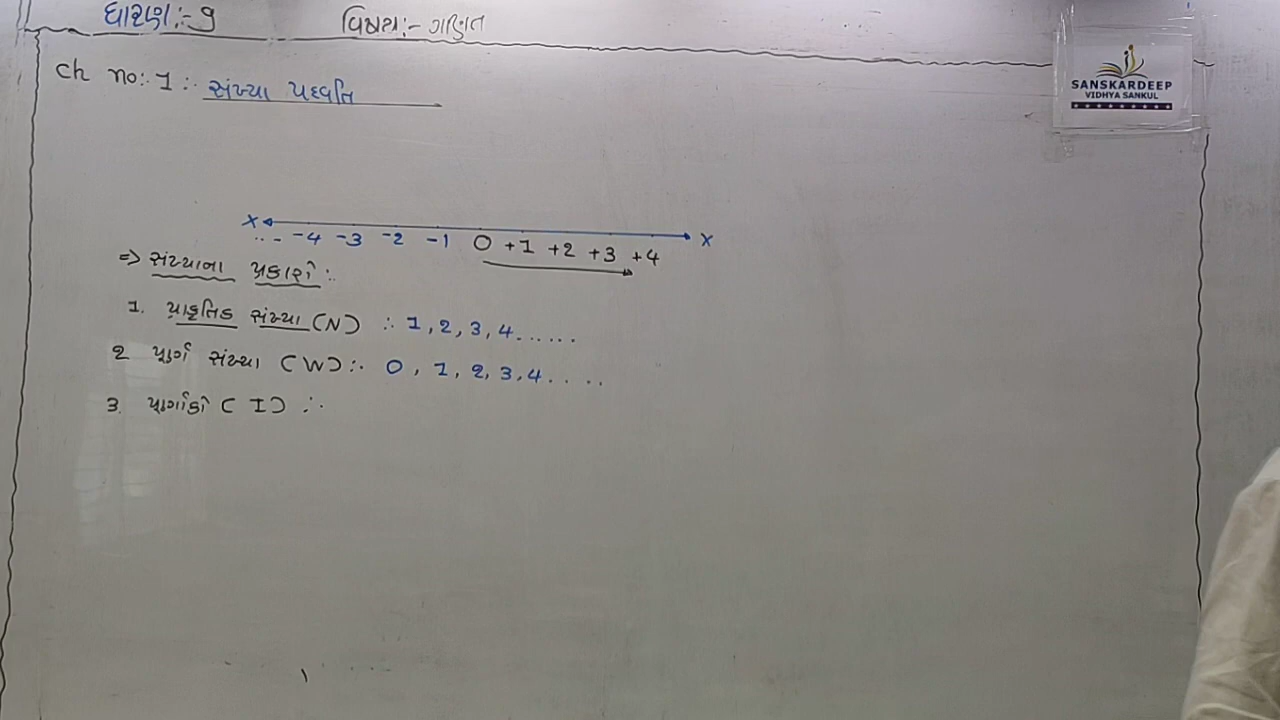 ધોરણ:- 9 વિષય:- ગણિત
SANSKARDEEP
VIDHYA SANKUL
Ch no:- 1 :- સંખ્યા પદ્ધતિ
X X
... -4 -3 -2 -1 0 +1 +2 +3 +4
⇒ સંખ્યાના પ્રકારો :-
1. પ્રાકૃતિક સંખ્યા (N) :- 1, 2, 3, 4......
2 પૂર્ણ સંખ્યા (W) :- 0, 1, 2, 3, 4....
3. પૂર્ણાંકો (I) :-